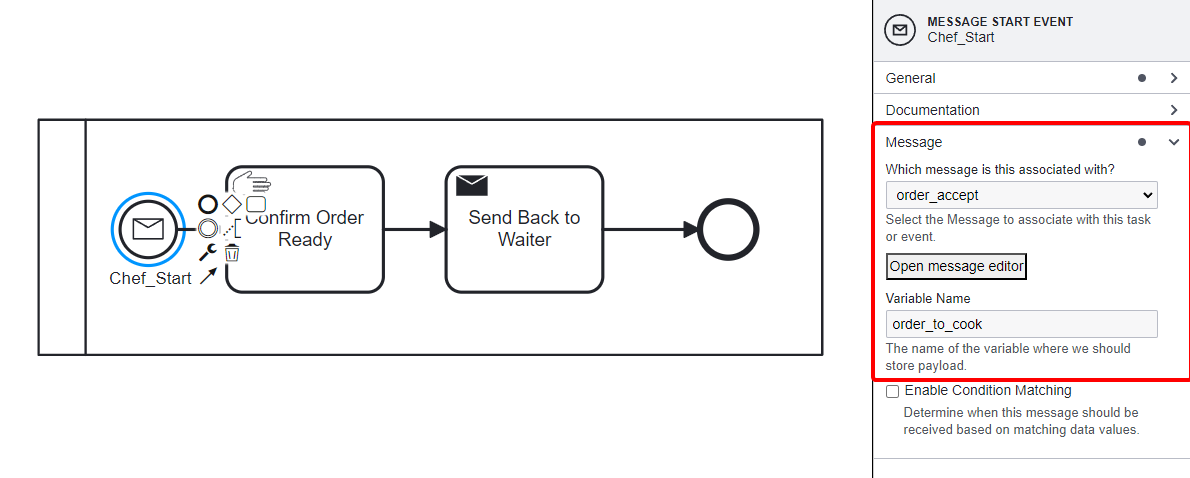 Chef_Start
Confirm Order
Ready
Send Back to
Waiter
MESSAGE START EVENT
Chef_Start
General
Documentation
Message
Which message is this associated with?
order_accept
Select the Message to associate with this task
or event.
Open message editor
Variable Name
order_to_cook
The name of the variable where we should
store payload.
Enable Condition Matching
Determine when this message should be
received based on matching data values.